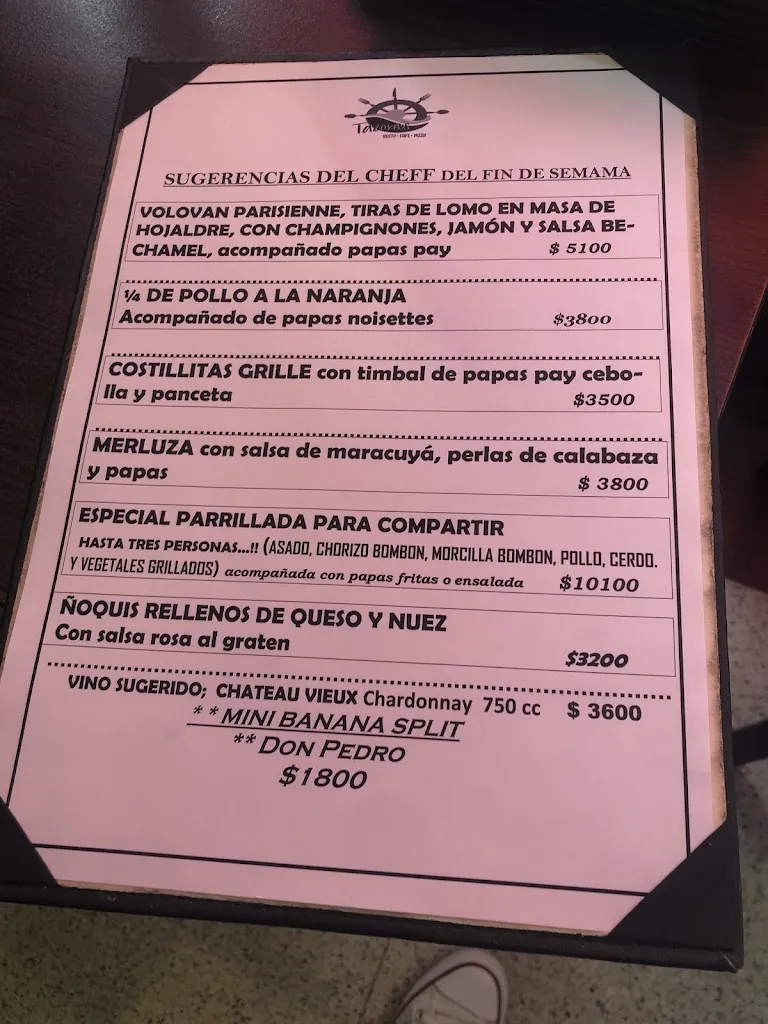 RESTO - CAFE - PIZZA
SUGERENCIAS DEL CHEFF DEL FIN DE SEMAMA
VOLOVAN PARISIENNE, TIRAS DE LOMO EN MASA DE
HOJALDRE, CON CHAMPIGNONES, JAMÓN Y SALSA BE-
CHAMEL, acompañado papas pay $ 5100
¼ DE POLLO A LA NARANJA
Acompañado de papas noisettes $3800
COSTILLITAS GRILLE con timbal de papas pay cebo-
lla y panceta $3500
MERLUZA con salsa de maracuyá, perlas de calabaza
y papas $ 3800
ESPECIAL PARRILLADA PARA COMPARTIR
HASTA TRES PERSONAS...!! (ASADO, CHORIZO BOMBON, MORCILLA BOMBON, POLLO, CERDO.
Y VEGETALES GRILLADOS) acompañada con papas fritas o ensalada $10100
ÑOQUIS RELLENOS DE QUESO Y NUEZ
Con salsa rosa al graten $3200
VINO SUGERIDO; CHATEAU VIEUX Chardonnay 750 cc $ 3600
* * MINI BANANA SPLIT
** DON PEDRO
$1800